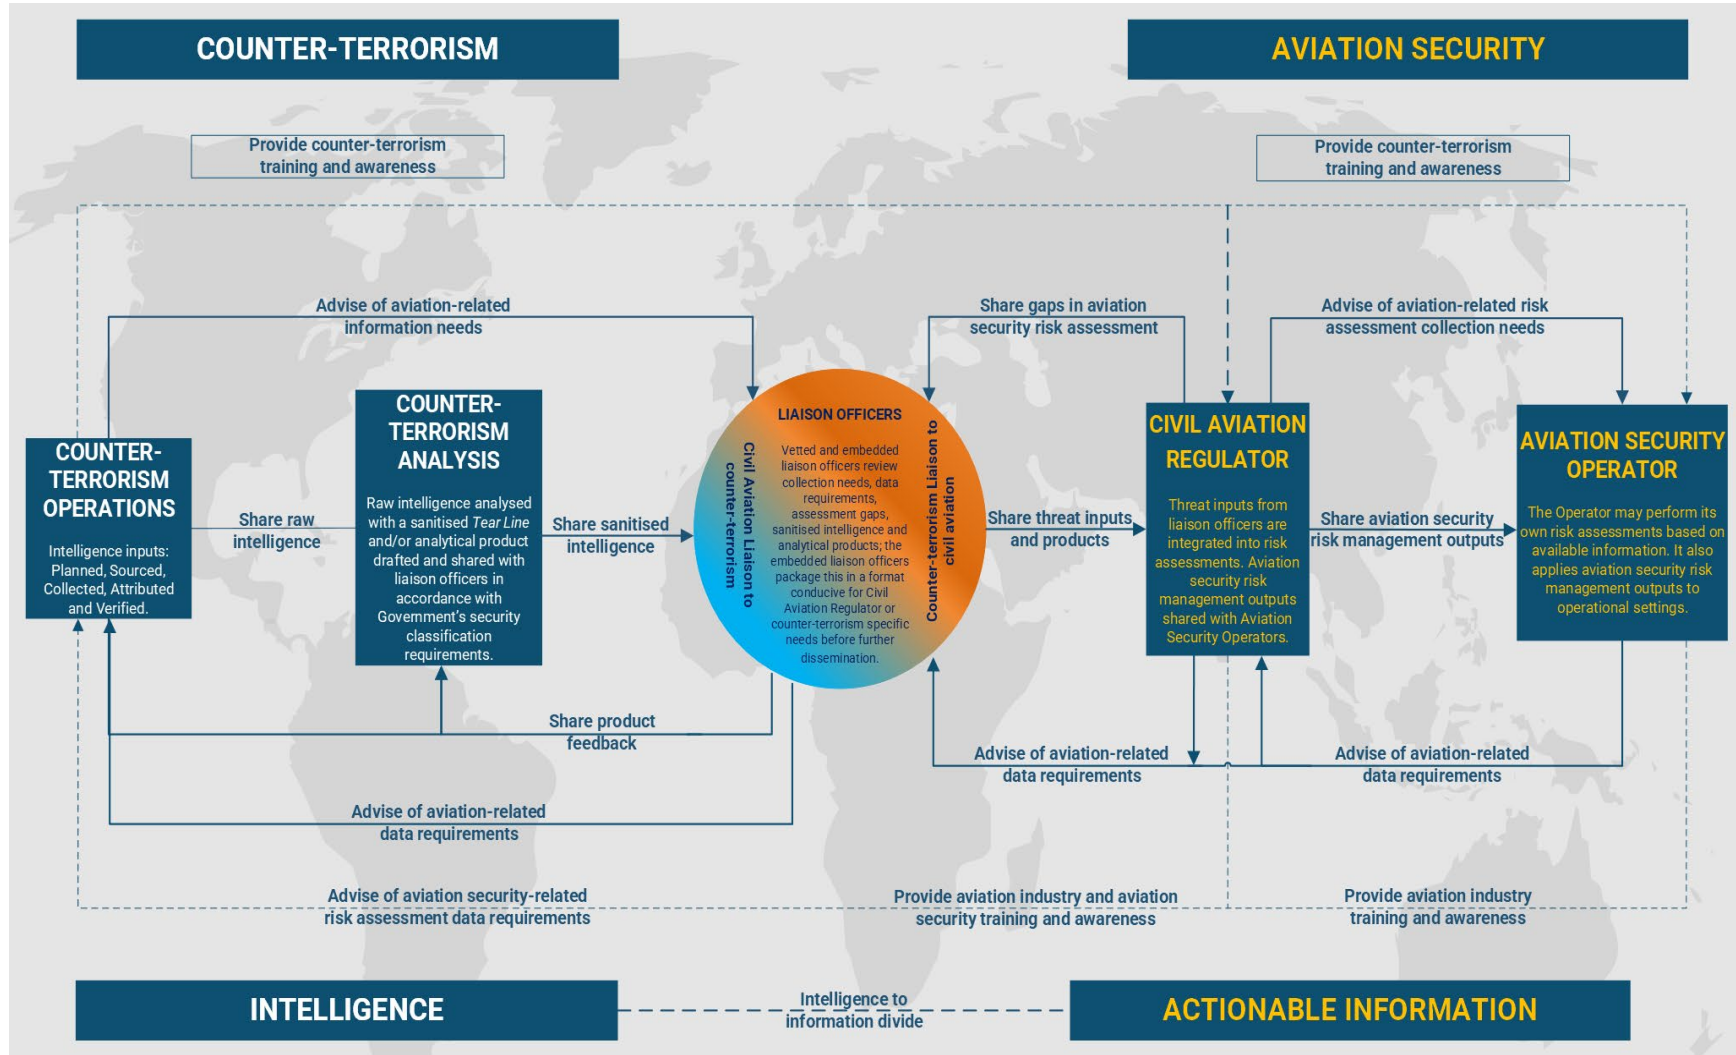 COUNTER-TERRORISM
AVIATION SECURITY
Provide counter-terrorism
training and awareness
Provide counter-terrorism
training and awareness
Advise of aviation-related
information needs
Share gaps in aviation
security risk assessment
Advise of aviation-related risk
assessment collection needs
COUNTER-
TERRORISM
OPERATIONS
Intelligence inputs:
Planned, Sourced,
Collected, Attributed
and Verified.
Share raw
intelligence
COUNTER-
TERRORISM
ANALYSIS
Raw intelligence analysed
with a sanitised Tear Line
and/or analytical product
drafted and shared with
liaison officers in
accordance with
Government's security
classification
requirements.
Share sanitised
intelligence
Civil Aviation Liaison to
counter-terrorism
LIAISON OFFICERS
Vetted and embedded
liaison officers review
collection needs, data
requirements,
assessment gaps,
sanitised intelligence and
analytical products; the
embedded liaison officers
package this in a format
conducive for Civil
Aviation Regulator or
counter-terrorism specific
needs before further
dissemination.
Counter-terrorism Liaison to
civil aviation
Share threat inputs
and products
CIVIL AVIATION
REGULATOR
Threat inputs from
liaison officers are
integrated into risk
assessments. Aviation
security risk
management outputs
shared with Aviation
Security Operators.
Share aviation security
risk management outputs
AVIATION SECURITY
OPERATOR
The Operator may perform its
own risk assessments based on
available information. It also
applies aviation security risk
management outputs to
operational settings.
Share product
feedback
Advise of aviation-related
data requirements
Advise of aviation-related
data requirements
Advise of aviation-related
data requirements
Advise of aviation security-related
risk assessment data requirements
Provide aviation industry and aviation
security training and awareness
Provide aviation industry
training and awareness
INTELLIGENCE
Intelligence to
information divide
ACTIONABLE INFORMATION